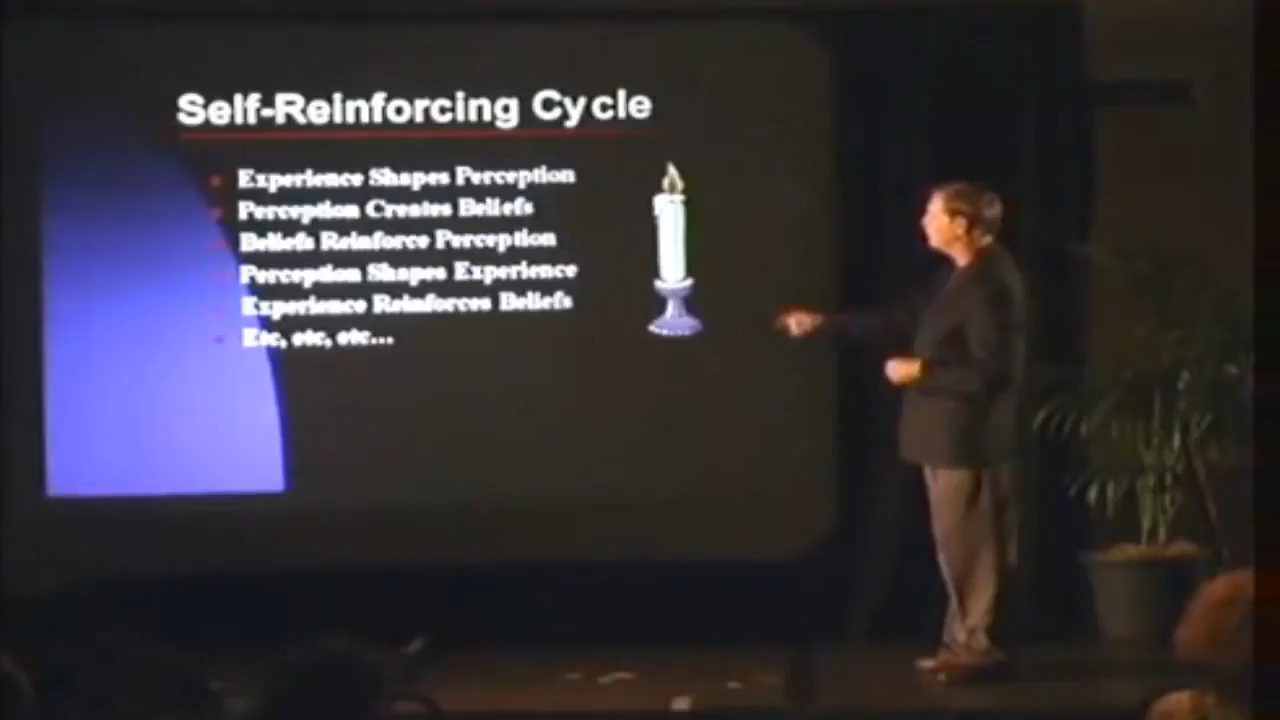 Self-Reinforcing Cycle
Experience Shapes Perception
Perception Creates Beliefs
Beliefs Reinforce Perception
Perception Shapes Experience
Experience Reinforces Beliefs
Etc, etc, etc...